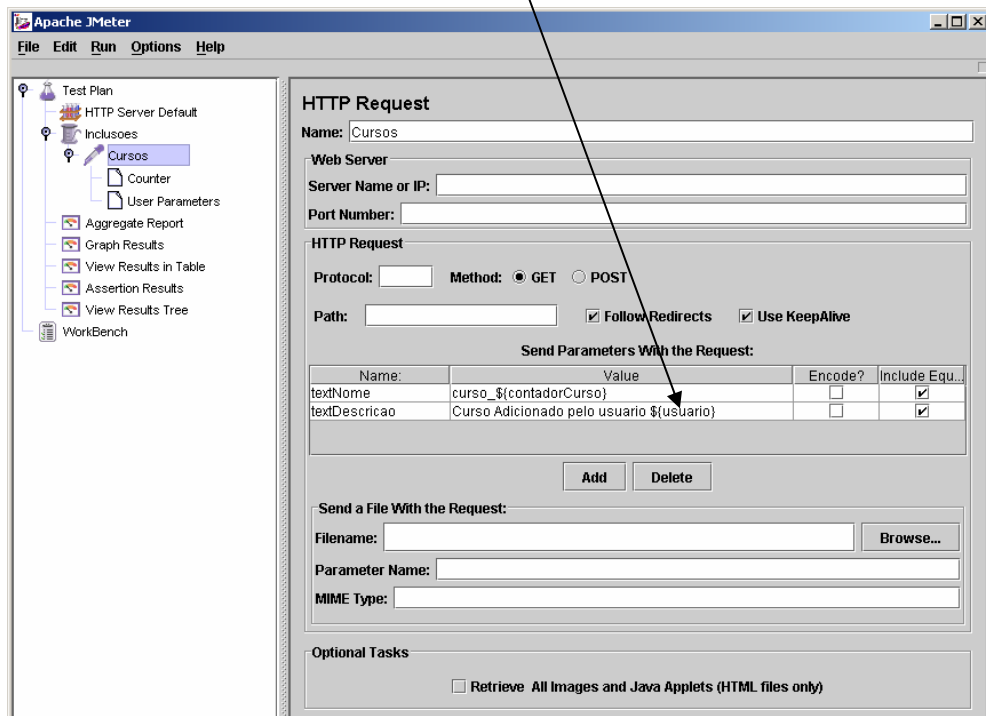 Apache JMeter
File Edit Run Options Help
Test Plan
HTTP Server Default
Inclusoes
Cursos
Counter
User Parameters
Aggregate Report
Graph Results
View Results in Table
Assertion Results
View Results Tree
WorkBench
HTTP Request
Name: Cursos
Web Server
Server Name or IP:
Port Number:
HTTP Request
Protocol: Method: GET POST
Path: Follow Redirects Use KeepAlive
Send Parameters With the Request:
Name: Value Encode? Include Equ...
textNome curso_${contadorCurso}
textDescricao Curso Adicionado pelo usuario ${usuario}
Add Delete
Send a File With the Request:
Filename: Browse...
Parameter Name:
MIME Type:
Optional Tasks
Retrieve All Images and Java Applets (HTML files only)